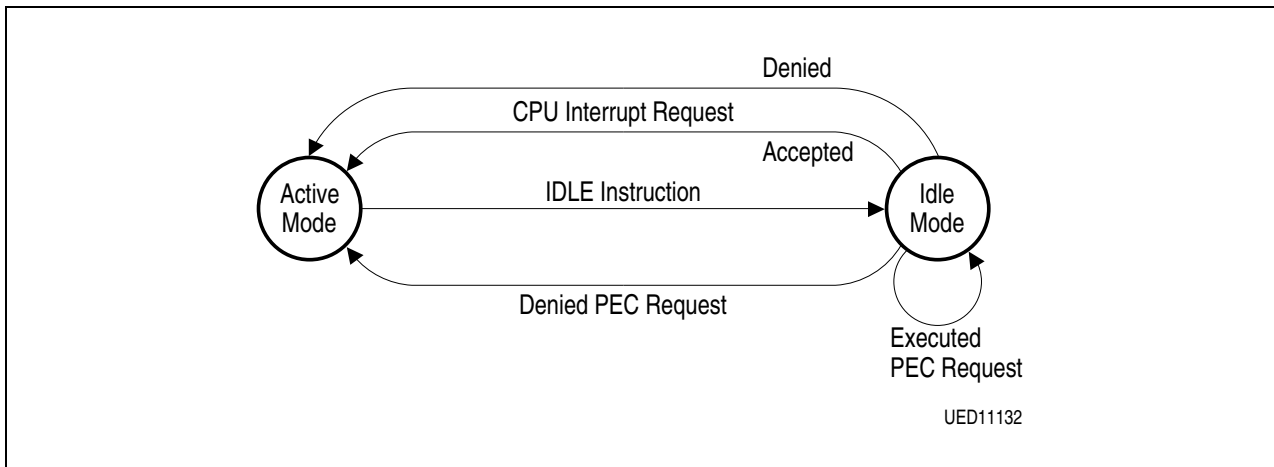 Denied
CPU Interrupt Request
Accepted
Active
Mode
IDLE Instruction
Idle
Mode
Denied PEC Request
Executed
PEC Request
UED11132